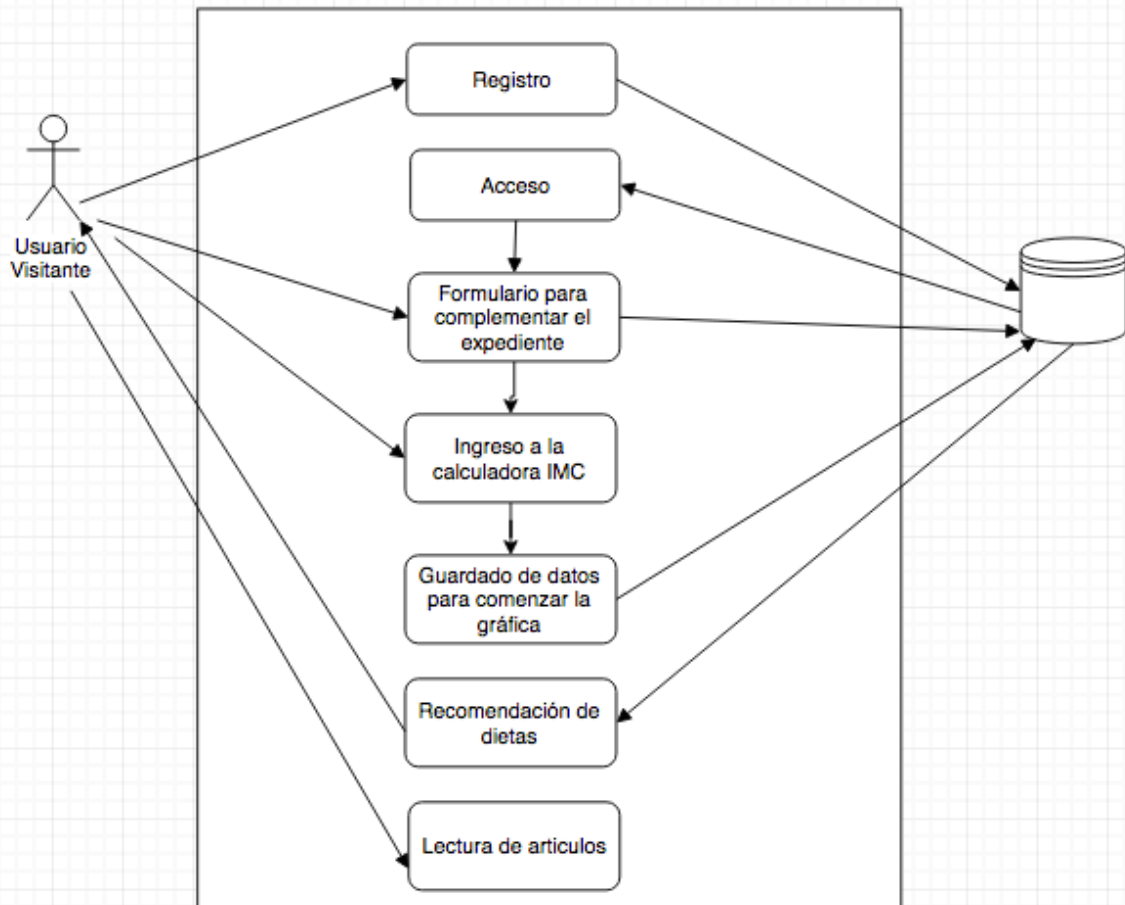 Registro
Acceso
Usuario
Visitante
Formulario para
complementar el
expediente
Ingreso a la
calculadora IMC
Guardado de datos
para comenzar la
gráfica
Recomendación de
dietas
Lectura de articulos